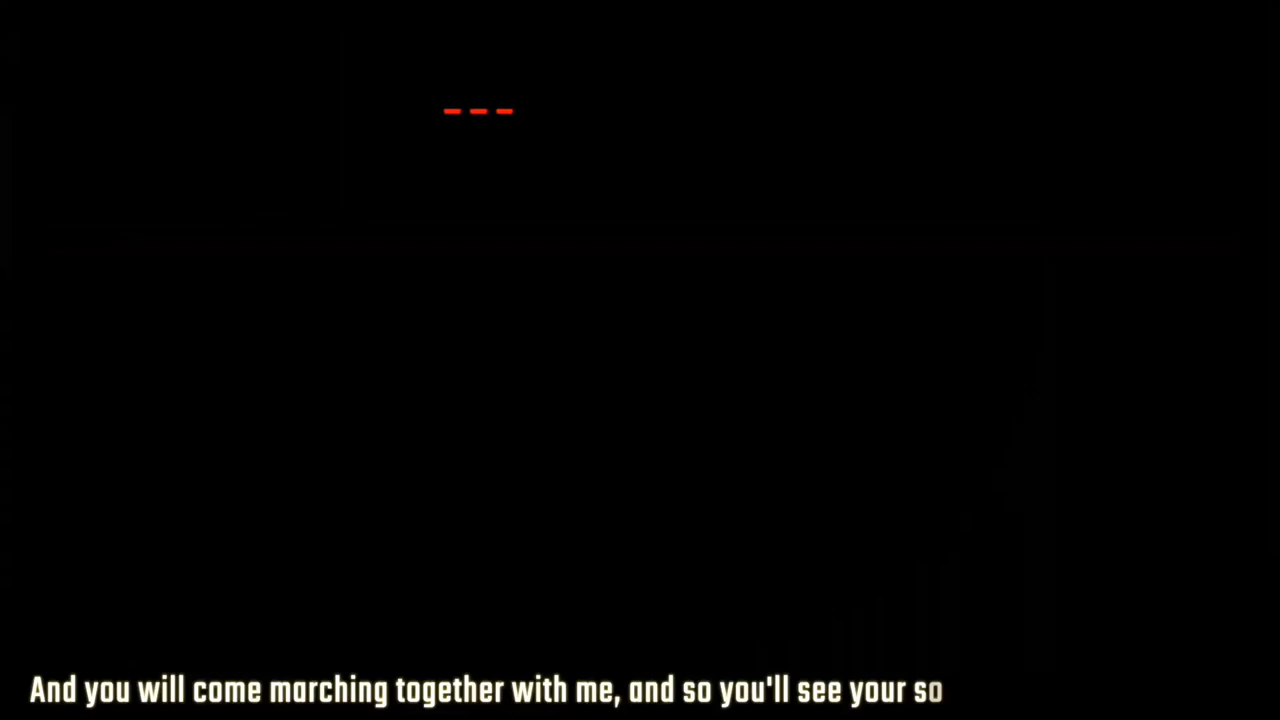 ---
And you will come marching together with me, and so you'll see your so